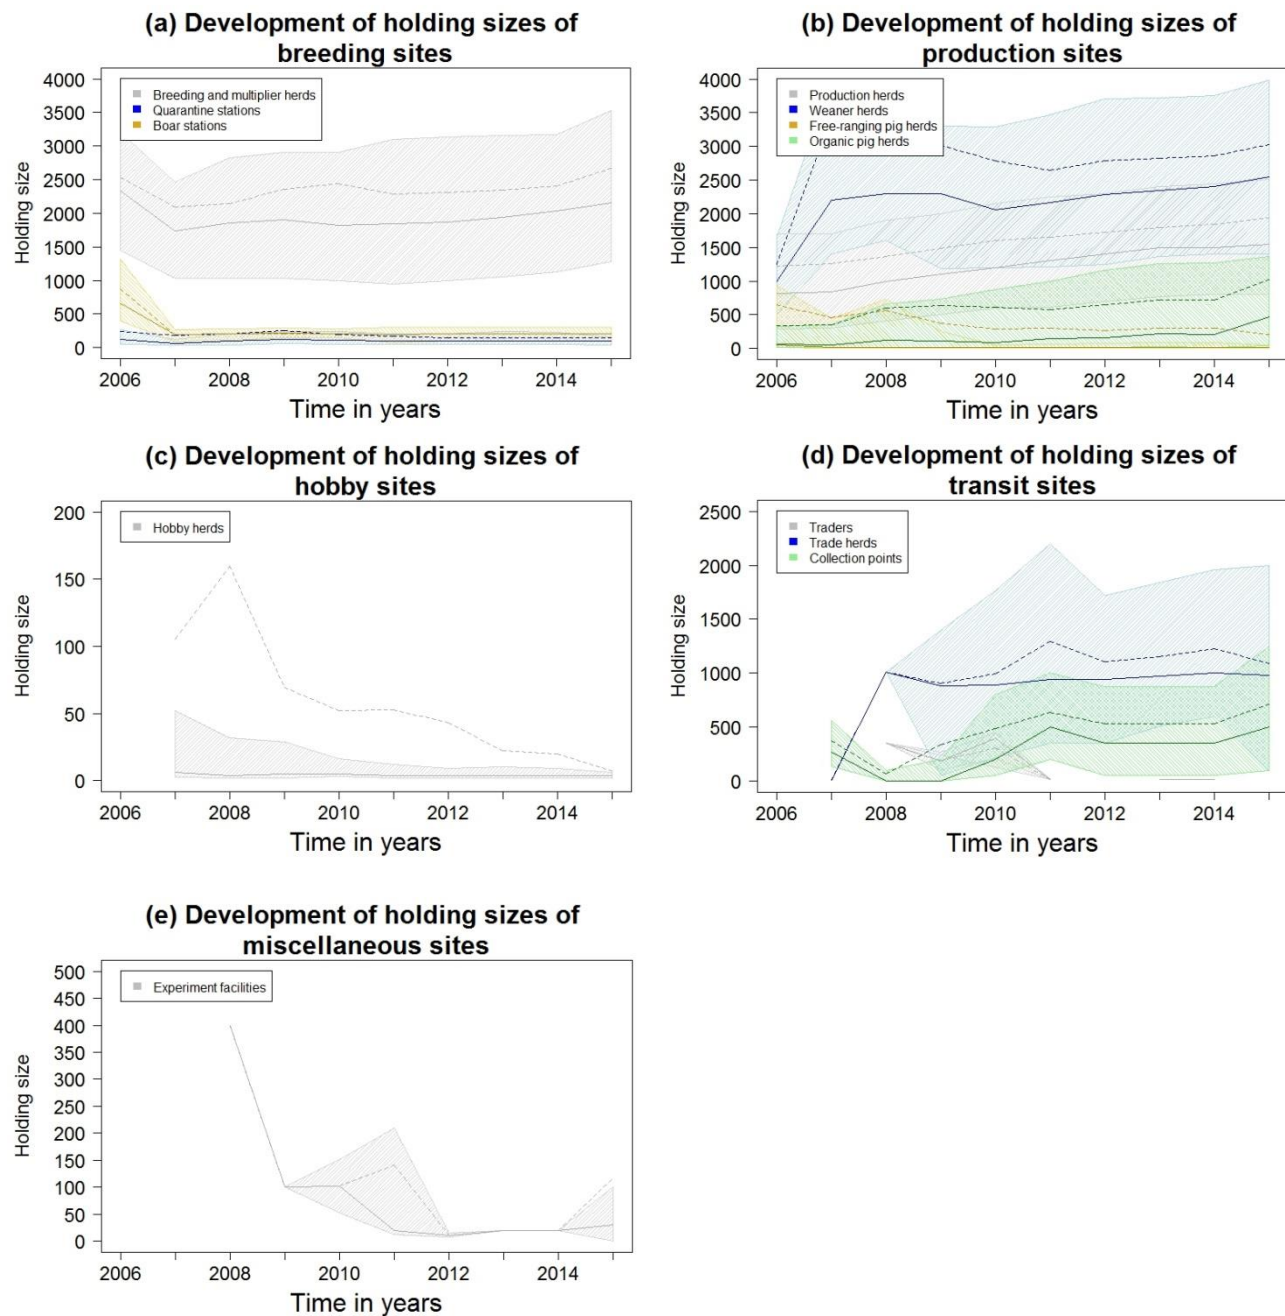 (a) Development of holding sizes of
breeding sites
Holding size
4000
3500
3000
2500
2000
1500
1000
500
0
Breeding and multiplier herds
Quarantine stations
Boar stations
2006 2008 2010 2012 2014
Time in years
(b) Development of holding sizes of
production sites
Holding size
4000
3500
3000
2500
2000
1500
1000
500
0
Production herds
Weaner herds
Free-ranging pig herds
Organic pig herds
2006 2008 2010 2012 2014
Time in years
(c) Development of holding sizes of
hobby sites
Holding size
200
150
100
50
0
Hobby herds
2006 2008 2010 2012 2014
Time in years
(d) Development of holding sizes of
transit sites
Holding size
2500
2000
1500
1000
500
0
Traders
Trade herds
Collection points
2006 2008 2010 2012 2014
Time in years
(e) Development of holding sizes of
miscellaneous sites
Holding size
500
450
400
350
300
250
200
150
100
50
0
Experiment facilities
2006 2008 2010 2012 2014
Time in years